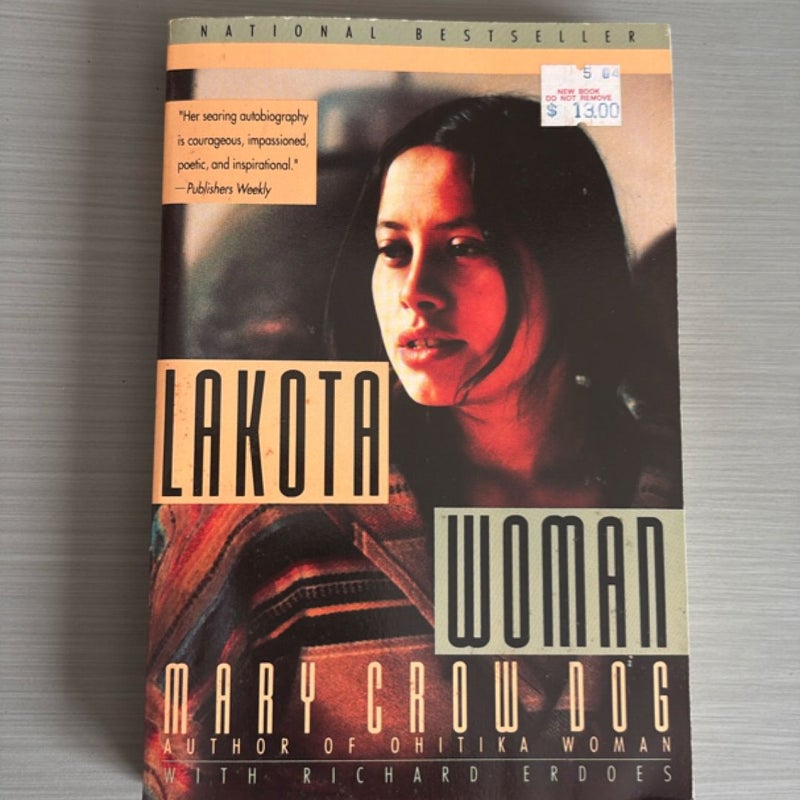 NATIONAL BESTSELLER
5 04
NEW BOOK
DO NOT REMOVE
$ 13.00
"Her searing autobiography
is courageous, impassioned,
poetic, and inspirational."
—Publishers Weekly
LAKOTA
WOMAN
MARY CROW DOG
AUTHOR OF OHITIKA WOMAN
WITH RICHARD ERDOES